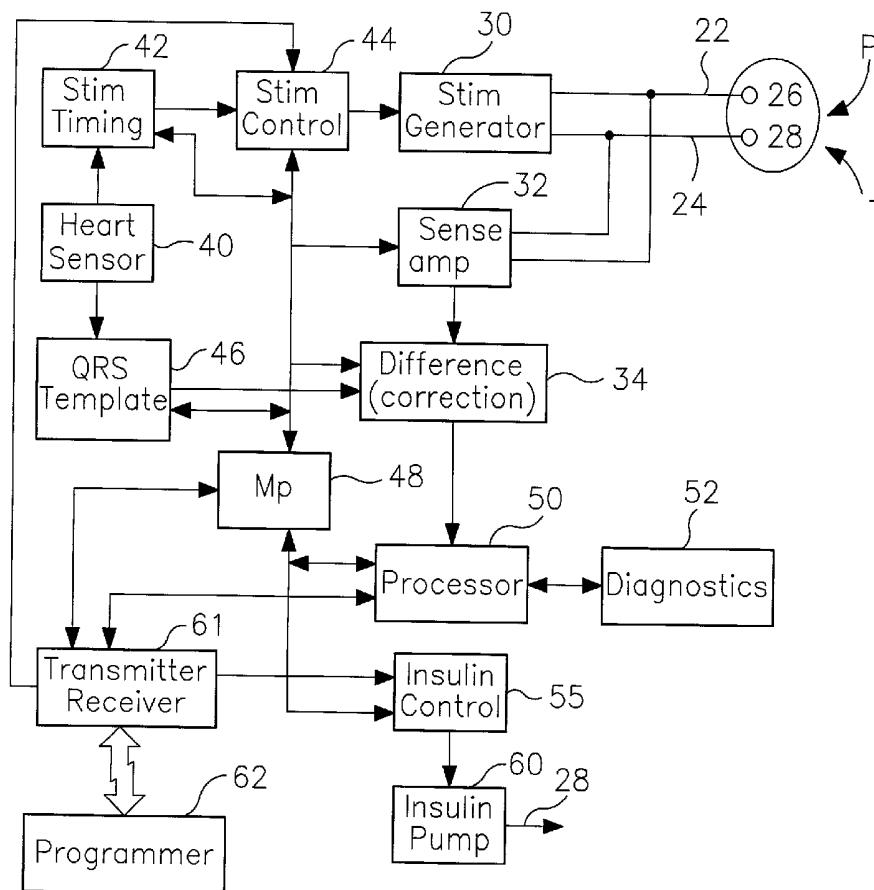 42
44
30
22
P
Stim
Timing
Stim
Control
Stim
Generator
26
28
24
32
Heart
Sensor
40
Sense
amp
46
QRS
Template
Difference
(correction)
34
Mp
48
50
52
Processor
Diagnostics
61
Transmitter
Receiver
Insulin
Control
55
62
60
28
Programmer
Insulin
Pump